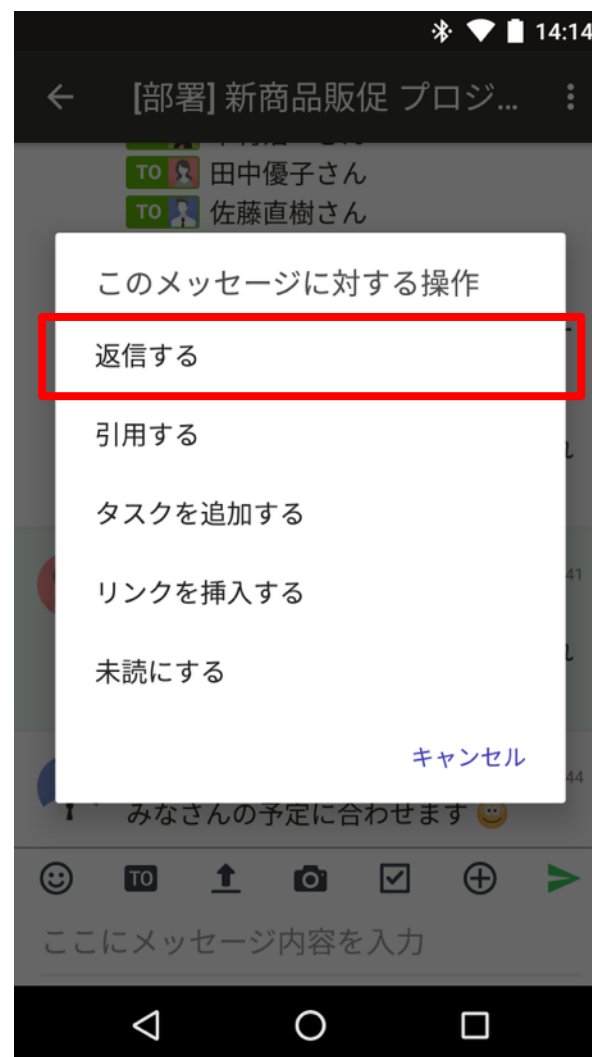 14:14
[部署] 新商品販促 プロジ...
TO 田中優子さん
TO 佐藤直樹さん
このメッセージに対する操作
返信する
引用する
タスクを追加する
リンクを挿入する
未読にする
キャンセル
41
44
みなさんの予定に合わせます
TO
ここにメッセージ内容を入力